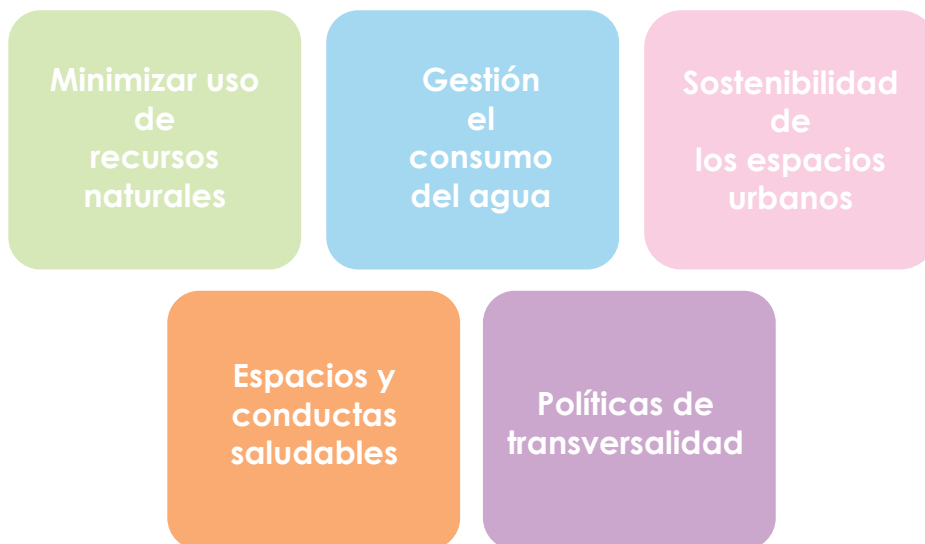 Minimizar uso
de
recursos
naturales
Gestión
el
consumo
del agua
Sostenibilidad
de
los espacios
urbanos
Espacios y
conductas
saludables
Políticas de
transversalidad